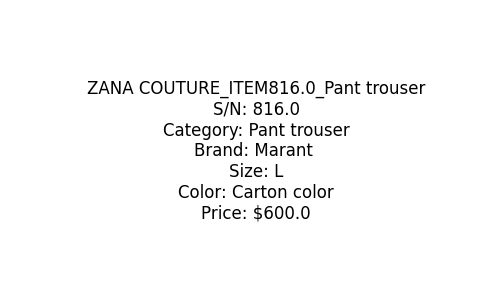 ZANA COUTURE_ITEM816.0_Pant trouser
S/N: 816.0
Category: Pant trouser
Brand: Marant
Size: L
Color: Carton color
Price: $600.0